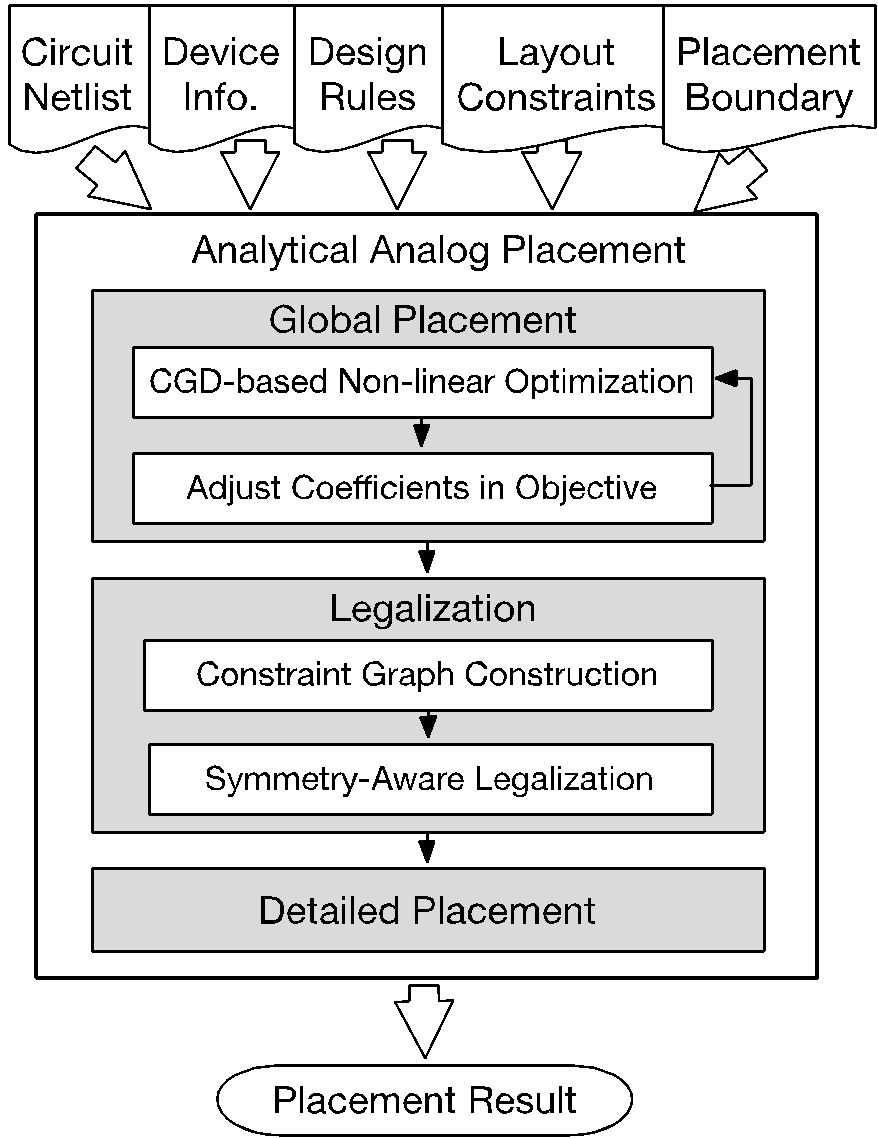 Circuit
Netlist
Device
Info.
Design
Rules
Layout
Constraints
Placement
Boundary
Analytical Analog Placement
Global Placement
CGD-based Non-linear Optimization
Adjust Coefficients in Objective
Legalization
Constraint Graph Construction
Symmetry-Aware Legalization
Detailed Placement
Placement Result